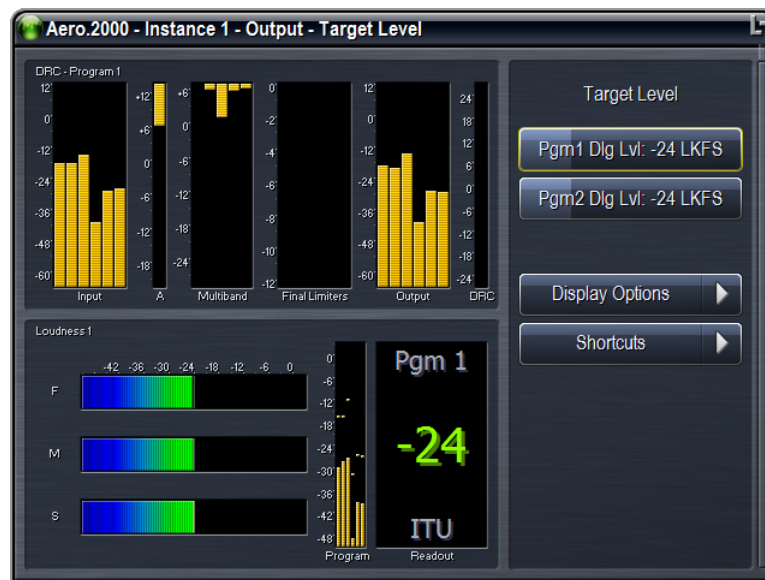 Aero.2000 - Instance 1 - Output - Target Level
DRC - Program 1
12 0 -12 -24 -36 -48 -60
Input
+12 +6 0 -6 -12 -18
A
+6 0 -6 -12 -18 -24
Multiband
0 -2 -4 -6 -8 -10 -12
Final Limiters
12 0 -12 -24 -36 -48 -60
Output
24 18 12 6 0 -6 -12 -18 -24
DRC
Loudness 1
-42 -36 -30 -24 -18 -12 -6 0
F
M
S
0 -6 -12 -18 -24 -30 -36 -42 -48
Program
Pgm 1
-24
ITU
Readout
Target Level
Pgm1 Dlg Lvl: -24 LKFS
Pgm2 Dlg Lvl: -24 LKFS
Display Options
Shortcuts